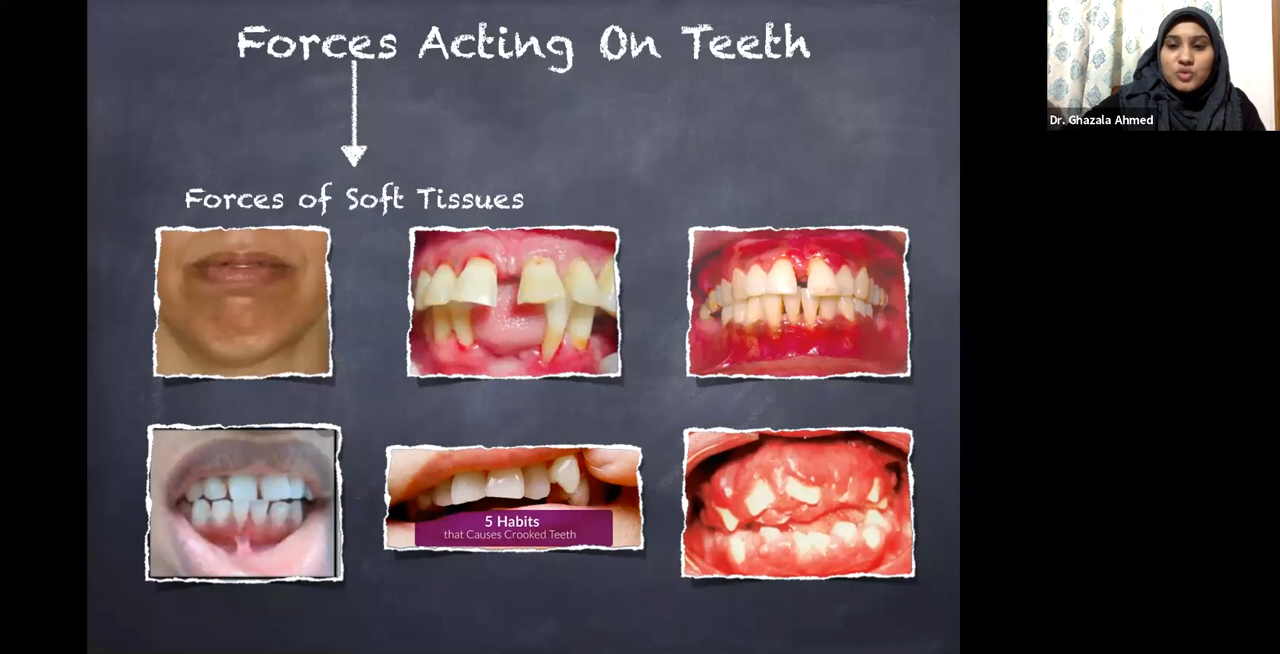 Forces Acting On Teeth
Dr. Ghazala Ahmed
Forces of Soft Tissues
5 Habits
that Causes Crooked Teeth